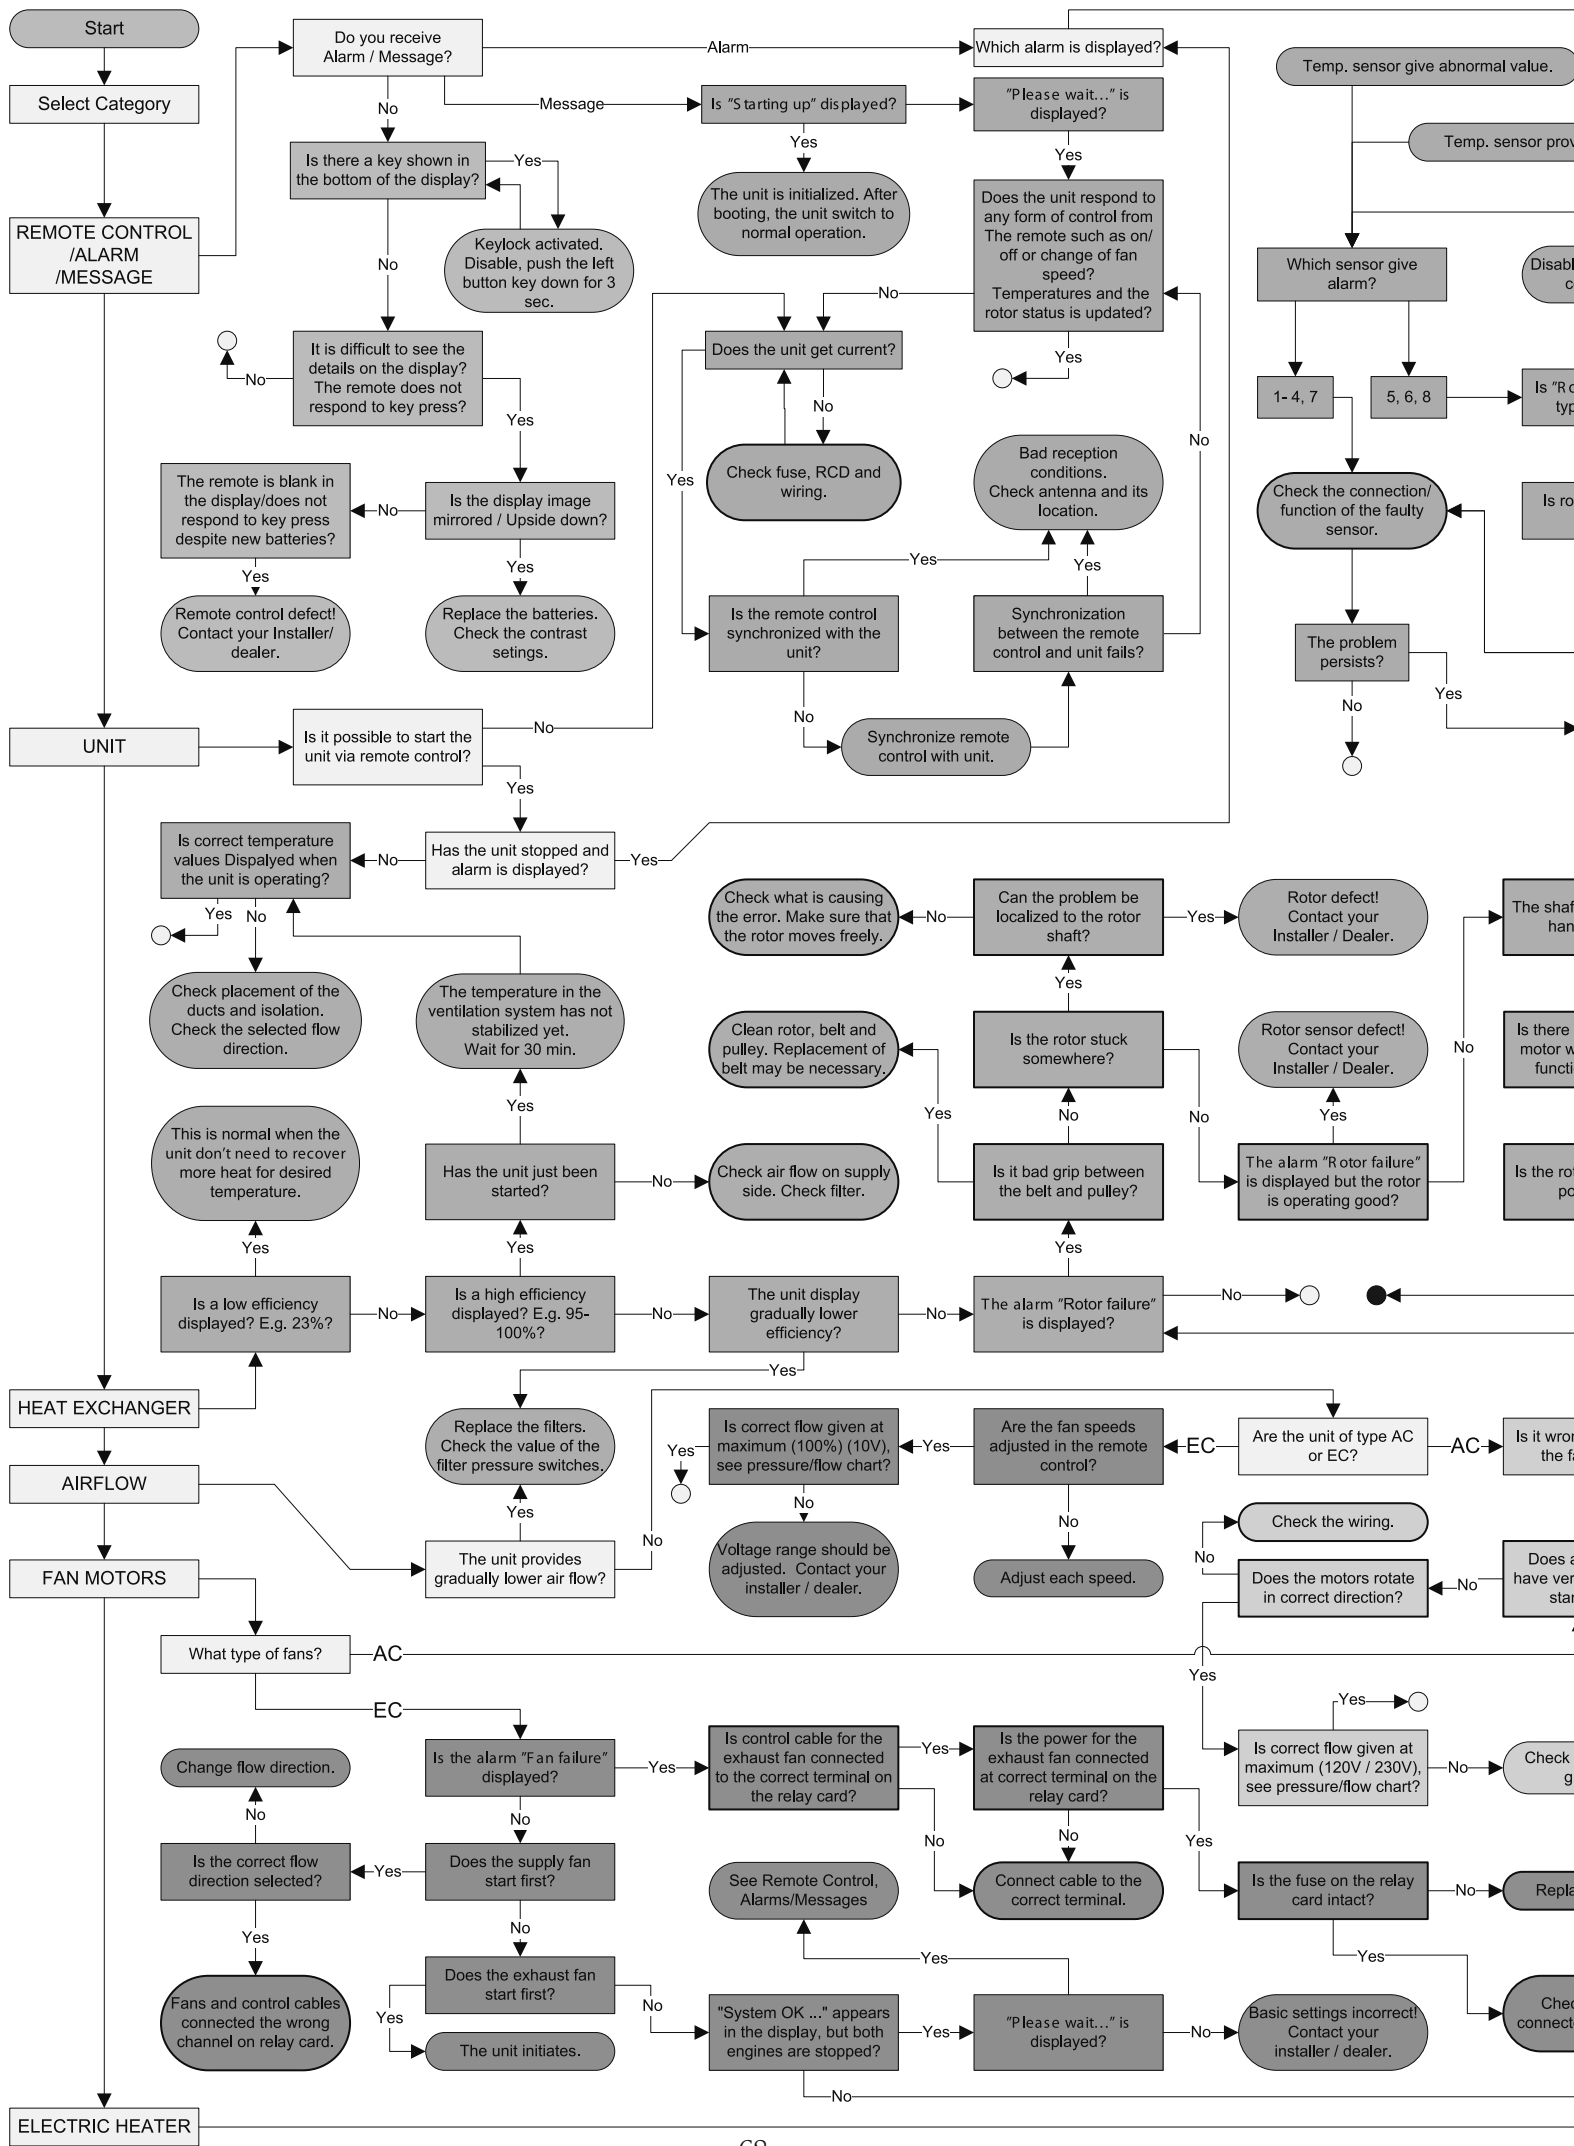 Start
Select Category
REMOTE CONTROL
/ALARM
/MESSAGE
Do you receive
Alarm / Message?
Alarm
Which alarm is displayed?
No
Message
Is "Starting up" displayed?
"Please wait..." is
displayed?
Yes
Yes
Is there a key shown in
the bottom of the display?
Yes
Keylock activated.
Disable, push the left
button key down for 3
sec.
The unit is initialized. After
booting, the unit switch to
normal operation.
Does the unit respond to
any form of control from
The remote such as on/
off or change of fan
speed?
Temperatures and the
rotor status is updated?
No
No
Yes
No
It is difficult to see the
details on the display?
The remote does not
respond to key press?
No
Yes
Does the unit get current?
No
Yes
Check fuse, RCD and
wiring.
Bad reception
conditions.
Check antenna and its
location.
The remote is blank in
the display/does not
respond to key press
despite new batteries?
No
Is the display image
mirrored / Upside down?
Yes
Yes
Remote control defect!
Contact your Installer/
dealer.
Replace the batteries.
Check the contrast
setings.
Yes
Yes
Is the remote control
synchronized with the
unit?
Synchronization
between the remote
control and unit fails?
No
Synchronize remote
control with unit.
Temp. sensor give abnormal value.
Temp. sensor prov
Which sensor give
alarm?
Disabl
c
1- 4, 7
5, 6, 8
Is "Ro
typ
Check the connection/
function of the faulty
sensor.
Is ro
The problem
persists?
Yes
No
UNIT
Is it possible to start the
unit via remote control?
No
Yes
Has the unit stopped and
alarm is displayed?
Yes
No
Is correct temperature
values Dispalyed when
the unit is operating?
Yes
No
Check placement of the
ducts and isolation.
Check the selected flow
direction.
The temperature in the
ventilation system has not
stabilized yet.
Wait for 30 min.
Yes
This is normal when the
unit don't need to recover
more heat for desired
temperature.
Has the unit just been
started?
No
Check air flow on supply
side. Check filter.
Yes
Yes
Is a low efficiency
displayed? E.g. 23%?
No
Is a high efficiency
displayed? E.g. 95-
100%?
No
The unit display
gradually lower
efficiency?
No
The alarm "Rotor failure"
is displayed?
No
Yes
Yes
Check what is causing
the error. Make sure that
the rotor moves freely.
No
Can the problem be
localized to the rotor
shaft?
Yes
Rotor defect!
Contact your
Installer / Dealer.
The shaf
han
Yes
Clean rotor, belt and
pulley. Replacement of
belt may be necessary.
Is the rotor stuck
somewhere?
Rotor sensor defect!
Contact your
Installer / Dealer.
No
Is there
motor w
functi
Yes
No
No
Yes
Is it bad grip between
the belt and pulley?
The alarm "Rotor failure"
is displayed but the rotor
is operating good?
Is the rot
po
HEAT EXCHANGER
AIRFLOW
FAN MOTORS
Replace the filters.
Check the value of the
filter pressure switches.
Yes
The unit provides
gradually lower air flow?
No
Yes
Is correct flow given at
maximum (100%) (10V),
see pressure/flow chart?
Yes
Are the fan speeds
adjusted in the remote
control?
EC
Are the unit of type AC
or EC?
AC
Is it wron
the fa
No
Voltage range should be
adjusted. Contact your
installer / dealer.
No
Adjust each speed.
Check the wiring.
No
Does the motors rotate
in correct direction?
No
Does a
have ver
star
Yes
What type of fans?
AC
EC
Is the alarm "Fan failure"
displayed?
Yes
Is control cable for the
exhaust fan connected
to the correct terminal on
the relay card?
Yes
Is the power for the
exhaust fan connected
at correct terminal on the
relay card?
Yes
Is correct flow given at
maximum (120V / 230V),
see pressure/flow chart?
No
Check
g
Change flow direction.
No
No
No
No
Yes
Is the correct flow
direction selected?
Yes
Does the supply fan
start first?
See Remote Control,
Alarms/Messages
Connect cable to the
correct terminal.
Is the fuse on the relay
card intact?
No
Repla
Yes
No
Yes
Yes
Fans and control cables
connected the wrong
channel on relay card.
Does the exhaust fan
start first?
Yes
No
The unit initiates.
"System OK ..." appears
in the display, but both
engines are stopped?
Yes
"Please wait..." is
displayed?
No
Basic settings incorrect!
Contact your
installer / dealer.
Chec
connecte
No
ELECTRIC HEATER